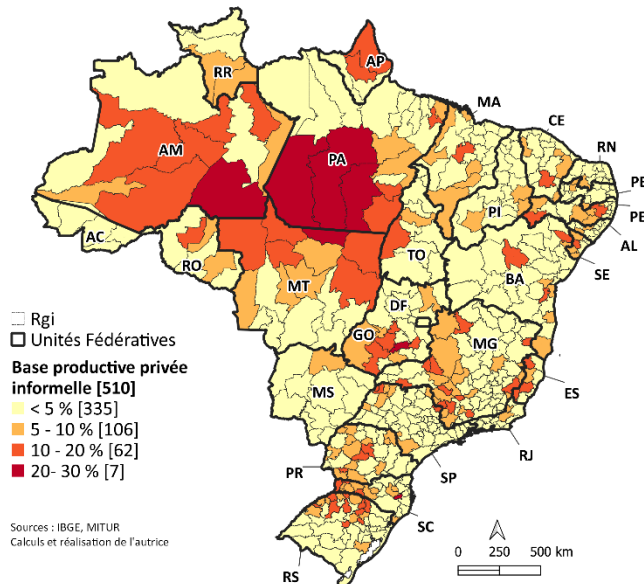 AP
RR
MA
CE
RN
PB
PE
AL
SE
AM
PA
PI
AC
RO
TO
BA
MT
DF
GO
MG
MS
ES
RJ
SP
PR
SC
RS
Rgi
Unités Fédératives
Base productive privée
informelle [510]
< 5 % [335]
5 - 10 % [106]
10 - 20 % [62]
20- 30 % [7]
Sources : IBGE, MITUR
Calculs et réalisation de l'autrice
0 250 500 km